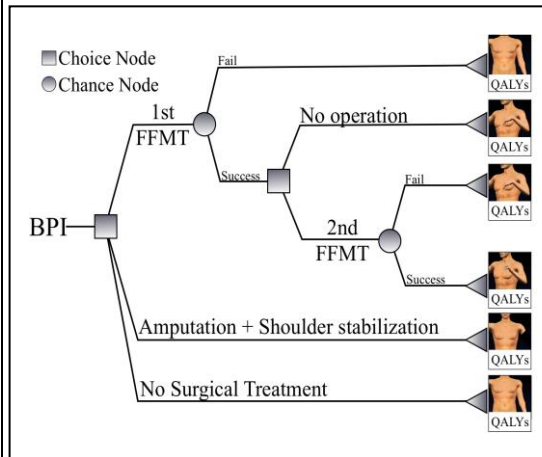 Choice Node
Chance Node
Fail
QALYs
1st
FFMT
No operation
QALYs
Success
Fail
QALYs
2nd
FFMT
BPI
Success
QALYs
Amputation + Shoulder stabilization
QALYs
No Surgical Treatment
QALYs